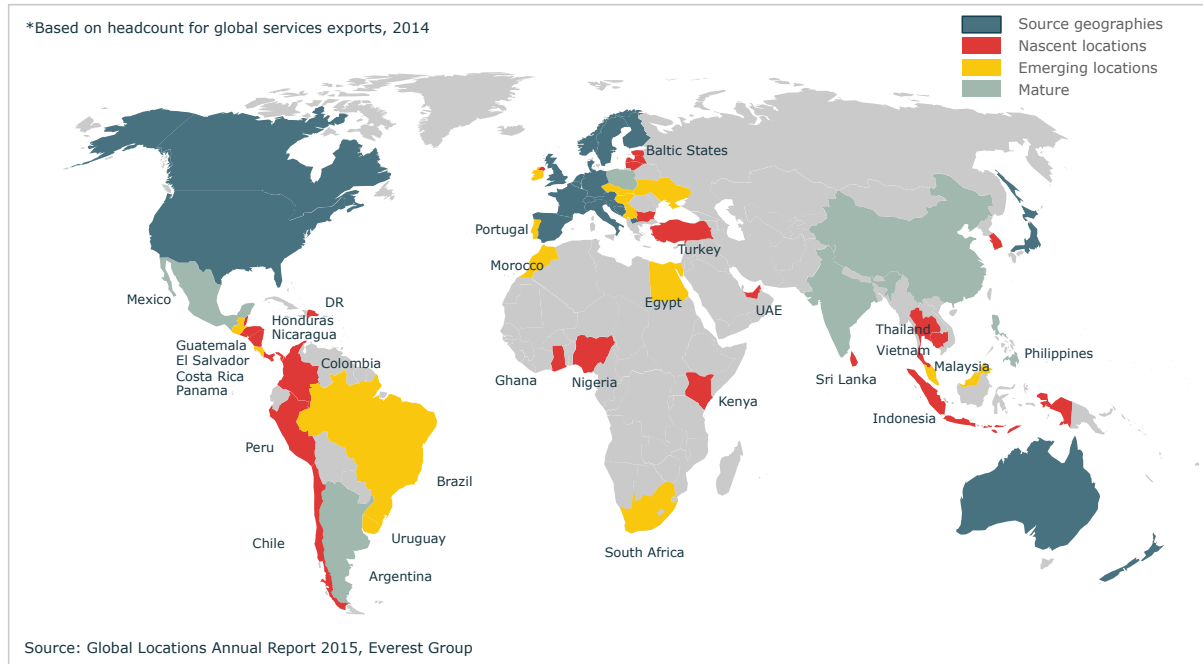 *Based on headcount for global services exports, 2014
Source geographies
Nascent locations
Emerging locations
Mature
Baltic States
Portugal
Turkey
Morocco
Mexico
DR
Egypt
UAE
Honduras
Nicaragua
Guatemala
El Salvador
Costa Rica
Panama
Colombia
Ghana
Nigeria
Kenya
Thailand
Vietnam
Malaysia
Philippines
Sri Lanka
Indonesia
Peru
Brazil
Chile
Uruguay
South Africa
Argentina
Source: Global Locations Annual Report 2015, Everest Group